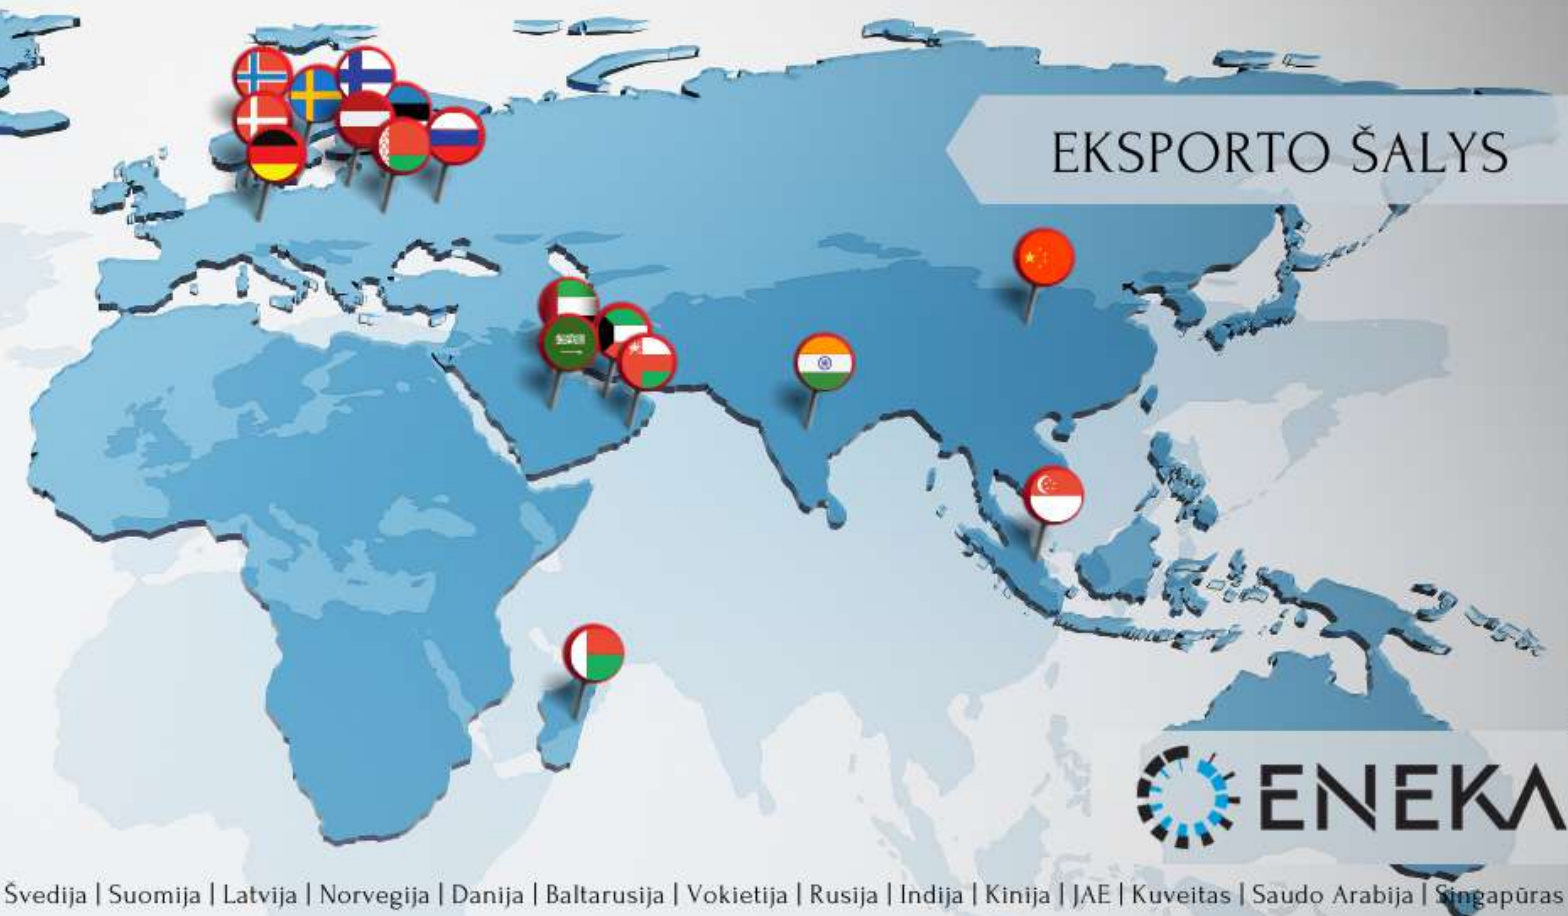 EKSPORTO ŠALYS
ENEKA
Švedija | Suomija | Latvija | Norvegija | Danija | Baltarusija | Vokietija | Rusija | Indija | Kinija | JAE | Kuveitas | Saudo Arabija | Singapūras